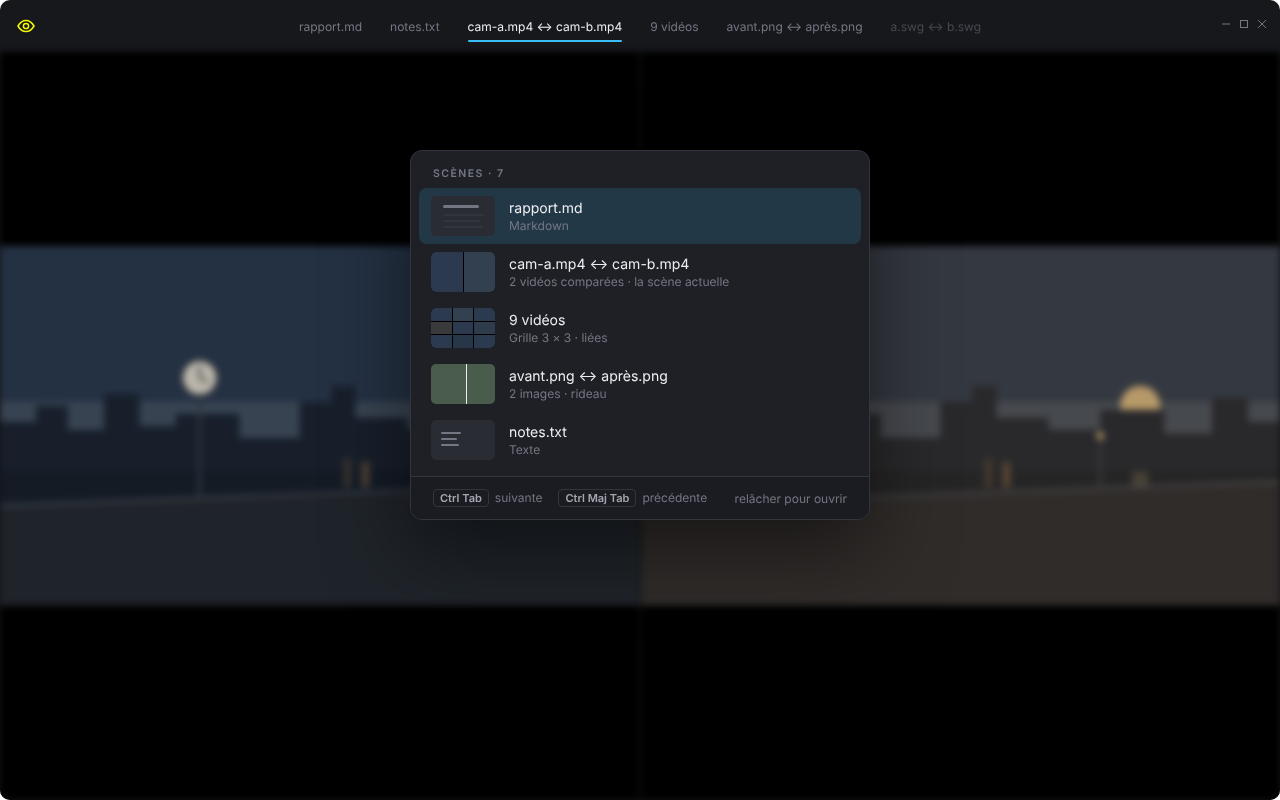 rapport.md
notes.txt
cam-a.mp4 ↔ cam-b.mp4
9 vidéos
avant.png ↔ après.png
a.swg ↔ b.swg
SCÈNES · 7
rapport.md
Markdown
cam-a.mp4 ↔ cam-b.mp4
2 vidéos comparées · la scène actuelle
9 vidéos
Grille 3 × 3 · liées
avant.png ↔ après.png
2 images · rideau
notes.txt
Texte
Ctrl Tab suivante Ctrl Maj Tab précédente relâcher pour ouvrir